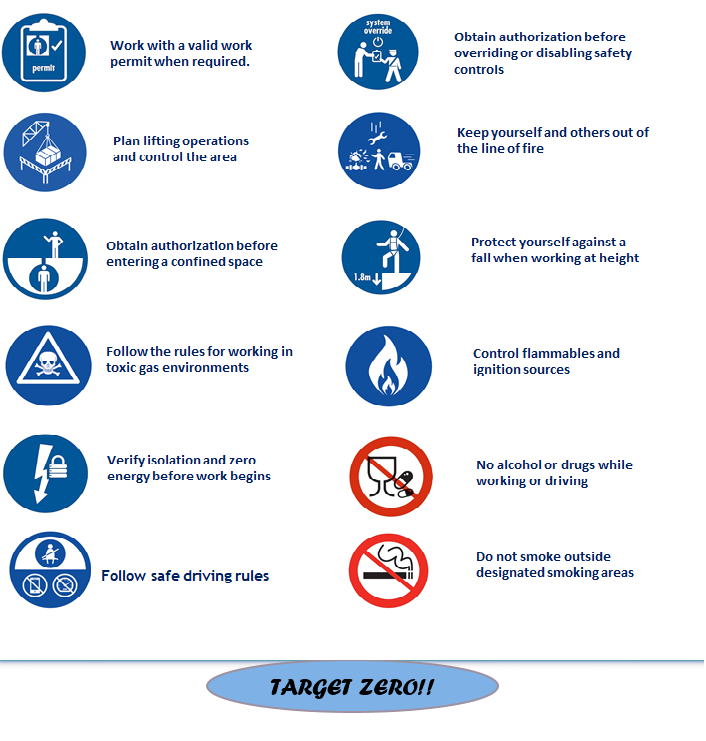 permit
Work with a valid work
permit when required.
system
override
Obtain authorization before
overriding or disabling safety
controls
Plan lifting operations
and control the area
Keep yourself and others out of
the line of fire
Obtain authorization before
entering a confined space
1.8m
Protect yourself against a
fall when working at height
Follow the rules for working in
toxic gas environments
Control flammables and
ignition sources
Verify isolation and zero
energy before work begins
No alcohol or drugs while
working or driving
Follow safe driving rules
Do not smoke outside
designated smoking areas
TARGET ZERO!!